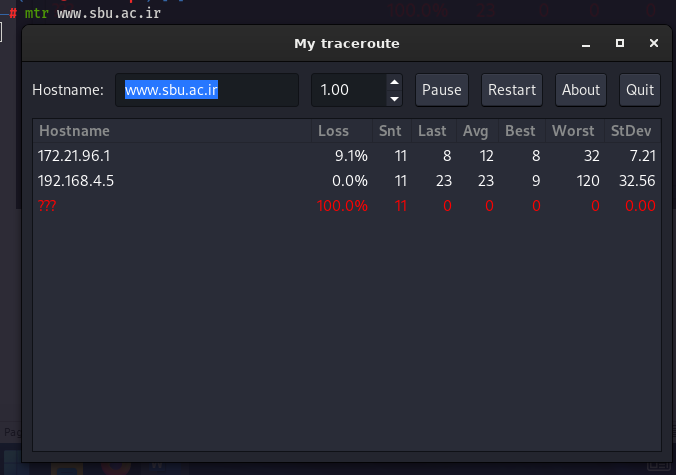 # mtr www.sbu.ac.ir
My traceroute
Hostname: www.sbu.ac.ir 1.00 Pause Restart About Quit
Hostname Loss Snt Last Avg Best Worst StDev
172.21.96.1 9.1% 11 8 12 8 32 7.21
192.168.4.5 0.0% 11 23 23 9 120 32.56
??? 100.0% 11 0 0 0 0 0.00
Pag